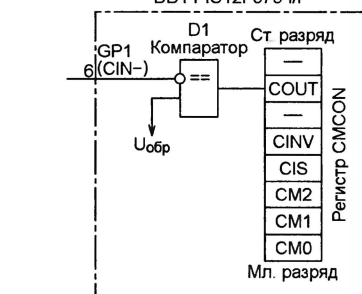 D1
Компаратор
GP1
(CIN–)
6
==
Uобр
Ст разряд
—
COUT
—
CINV
CIS
CM2
CM1
CM0
Мл. разряд
Регистр CMCON